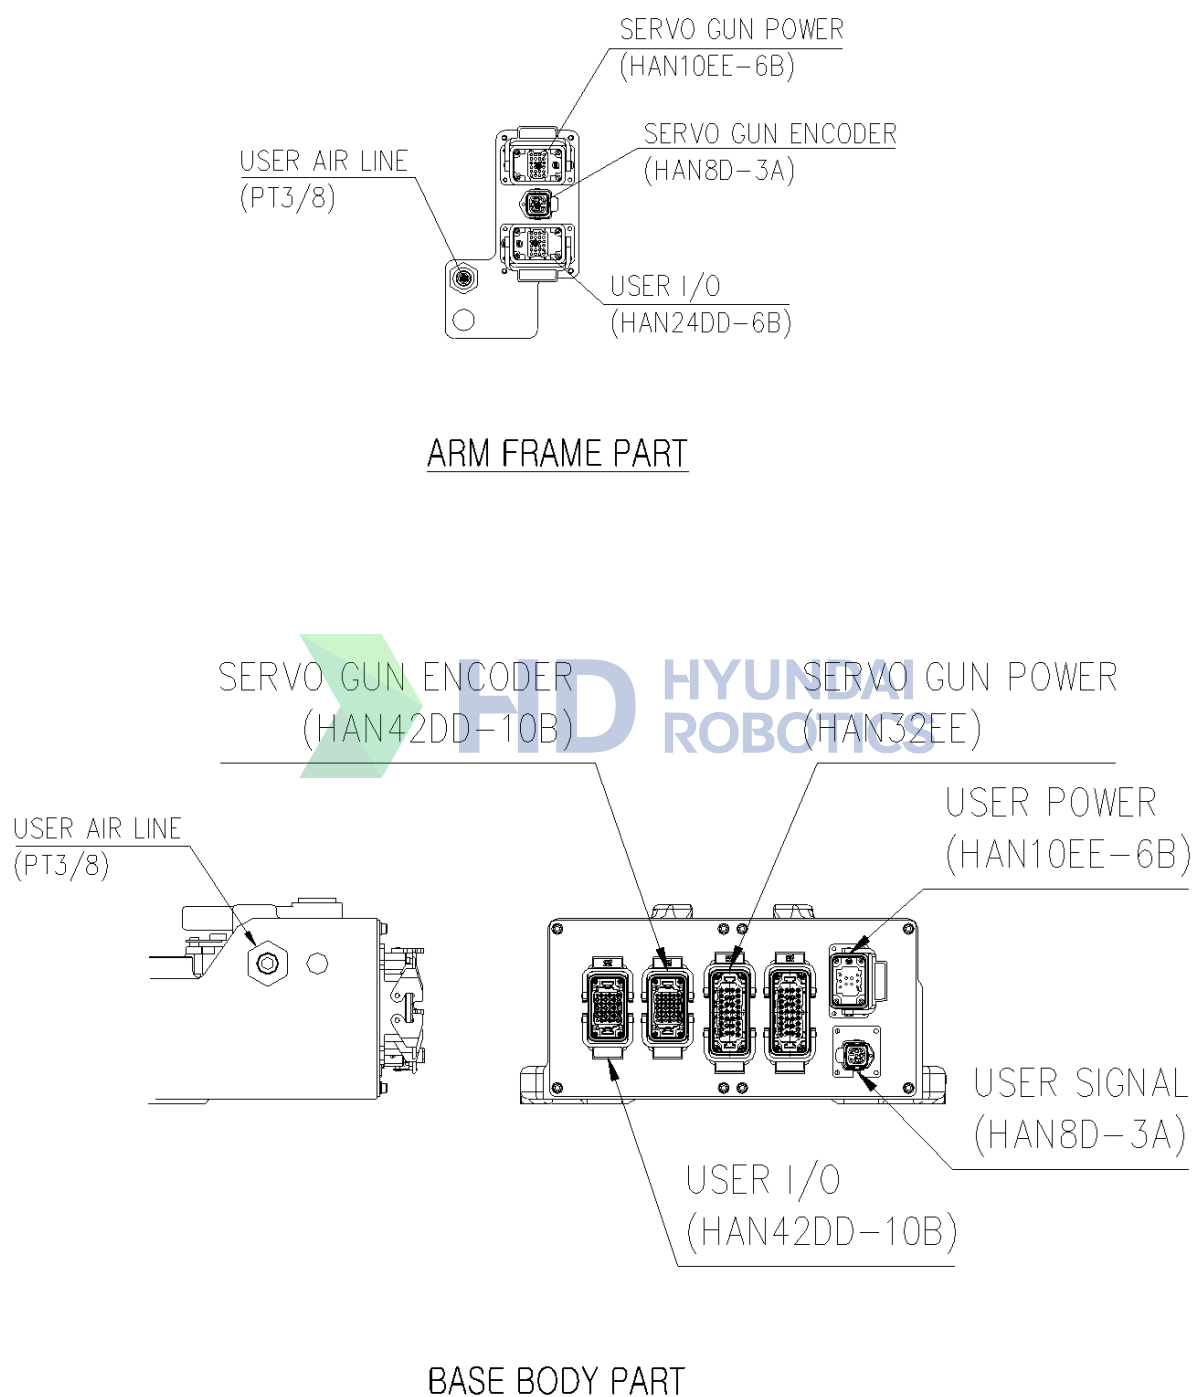 SERVO GUN POWER
(HAN10EE-6B)
SERVO GUN ENCODER
(HAN8D-3A)
USER AIR LINE
(PT3/8)
USER I/O
(HAN24DD-6B)
ARM FRAME PART
SERVO GUN ENCODER
(HAN42DD-10B)
HD HYUNDAI
ROBOTICS
SERVO GUN POWER
(HAN32EE)
USER POWER
(HAN10EE-6B)
USER AIR LINE
(PT3/8)
USER SIGNAL
(HAN8D-3A)
USER I/O
(HAN42DD-10B)
BASE BODY PART